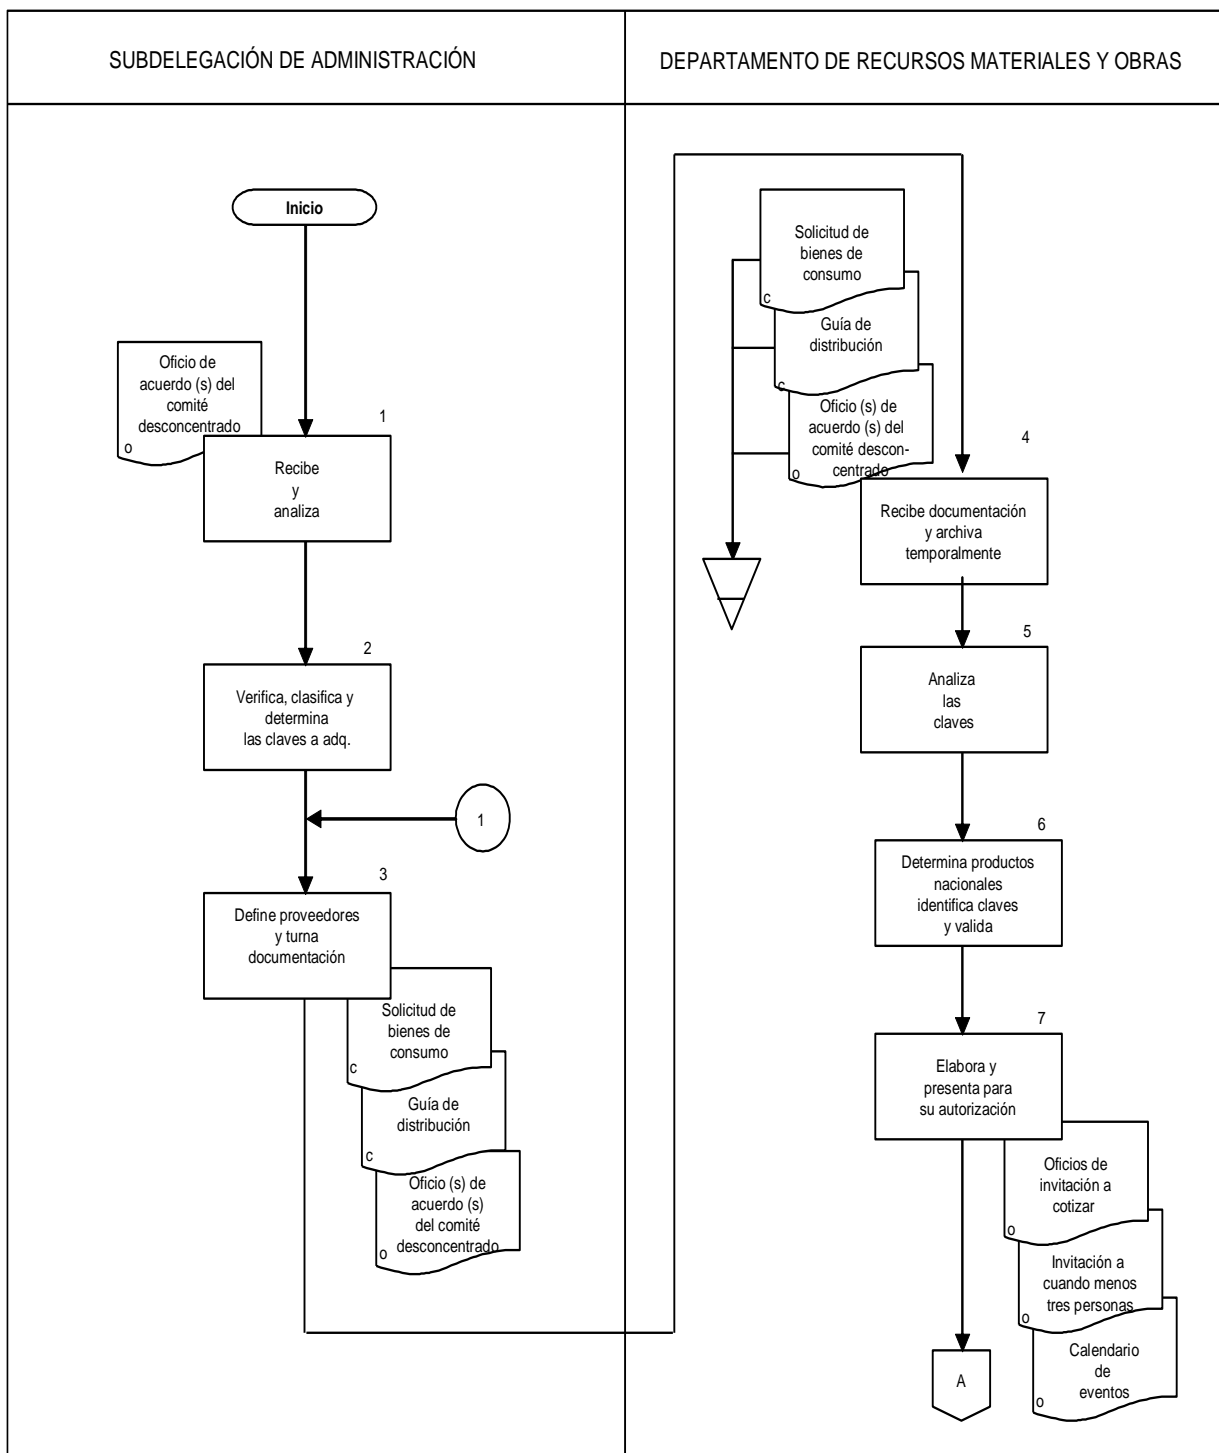 SUBDELEGACIÓN DE ADMINISTRACIÓN
DEPARTAMENTO DE RECURSOS MATERIALES Y OBRAS
Inicio
Oficio de
acuerdo (s) del
comité
desconcentrado
o
1
Recibe
y
analiza
2
Verifica, clasifica y
determina
las claves a adq.
1
3
Define proveedores
y turna
documentación
Solicitud de
bienes de
consumo
c
Guía de
distribución
c
Oficio (s) de
acuerdo (s)
del comité
desconcentrado
o
Solicitud de
bienes de
consumo
c
Guía de
distribución
c
Oficio (s) de
acuerdo (s) del
comité descon-
centrado
o
4
Recibe documentación
y archiva
temporalmente
5
Analiza
las
claves
6
Determina productos
nacionales
identifica claves
y valida
7
Elabora y
presenta para
su autorización
Oficios de
invitación a
cotizar
o
Invitación a
cuando menos
tres personas
o
Calendario
de
eventos
o
A